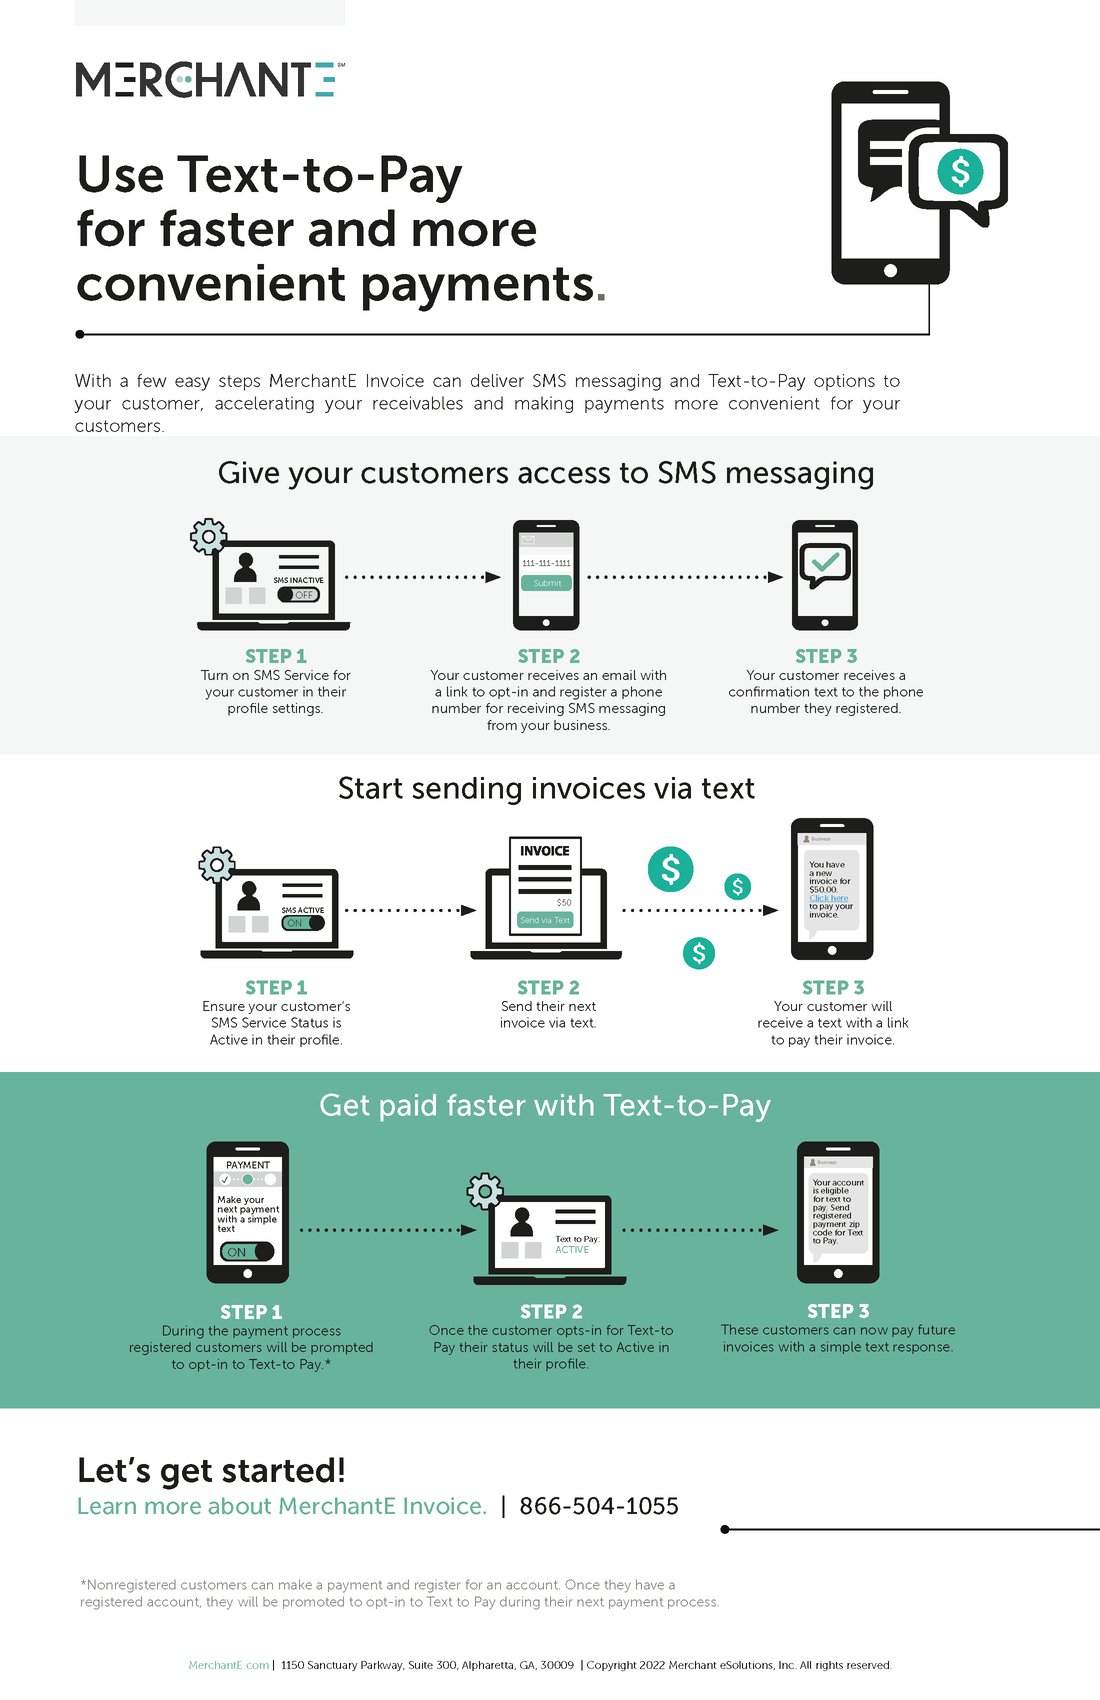 MERCHANTE SM
Use Text-to-Pay
for faster and more
convenient payments.
With a few easy steps MerchantE Invoice can deliver SMS messaging and Text-to-Pay options to
your customer, accelerating your receivables and making payments more convenient for your
customers.
Give your customers access to SMS messaging
SMS INACTIVE
OFF
111-111-1111
Submit
STEP 1
Turn on SMS Service for
your customer in their
profile settings.
STEP 2
Your customer receives an email with
a link to opt-in and register a phone
number for receiving SMS messaging
from your business.
STEP 3
Your customer receives a
confirmation text to the phone
number they registered.
Start sending invoices via text
SMS ACTIVE
ON
INVOICE
$50
Send via Text
$
$
$
Business
You have
a new
invoice for
$50.00.
Click here
to pay your
invoice.
STEP 1
Ensure your customer's
SMS Service Status is
Active in their profile.
STEP 2
Send their next
invoice via text.
STEP 3
Your customer will
receive a text with a link
to pay their invoice.
Get paid faster with Text-to-Pay
PAYMENT
Make your
next payment
with a simple
text
ON
Text to Pay:
ACTIVE
Business
Your account
is eligible
for text to
pay. Send
registered
payment zip
code for Text
to Pay.
STEP 1
During the payment process
registered customers will be prompted
to opt-in to Text-to Pay.*
STEP 2
Once the customer opts-in for Text-to
Pay their status will be set to Active in
their profile.
STEP 3
These customers can now pay future
invoices with a simple text response.
Let's get started!
Learn more about MerchantE Invoice. | 866-504-1055
*Nonregistered customers can make a payment and register for an account. Once they have a
registered account, they will be promoted to opt-in to Text to Pay during their next payment process.
MerchantE.com | 1150 Sanctuary Parkway, Suite 300, Alpharetta, GA, 30009 | Copyright 2022 Merchant eSolutions, Inc. All rights reserved.